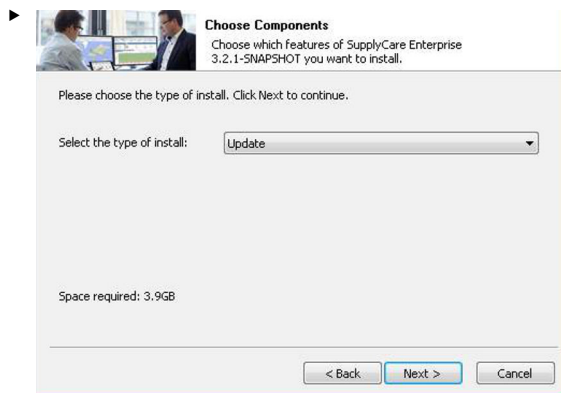 Choose Components
Choose which features of SupplyCare Enterprise
3.2.1-SNAPSHOT you want to install.
Please choose the type of install. Click Next to continue.
Select the type of install:
Update
Space required: 3.9GB
< Back
Next >
Cancel